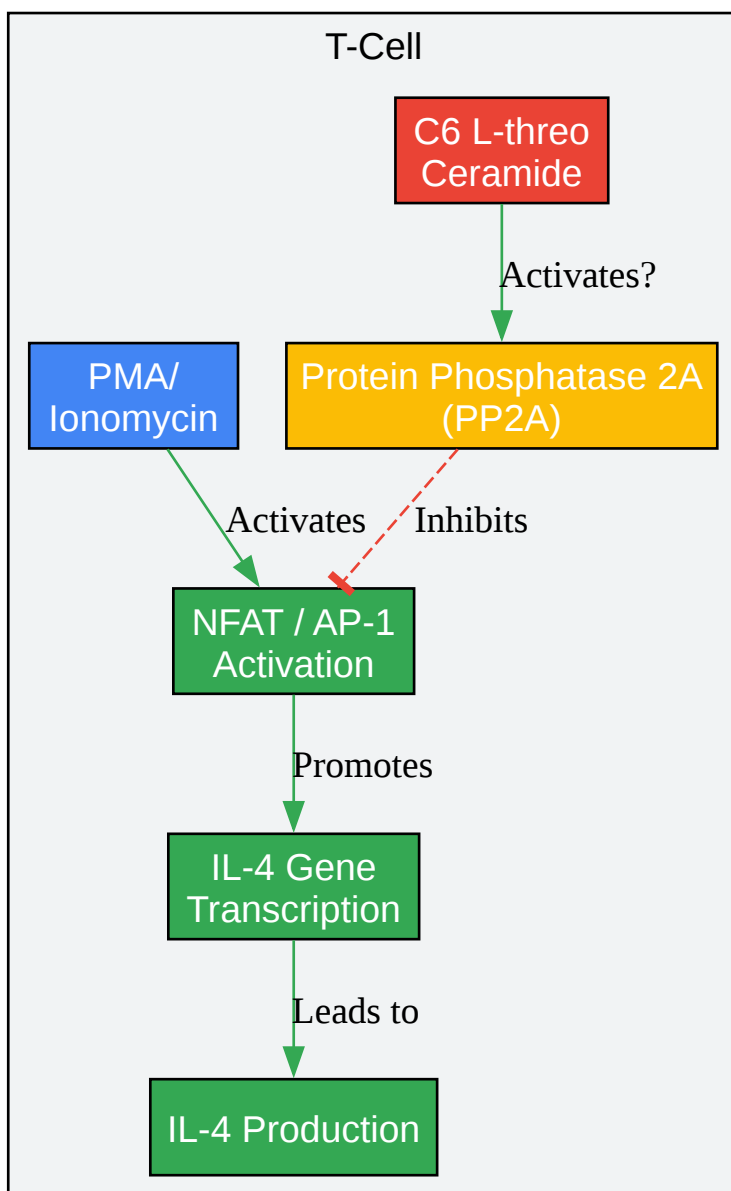 T-Cell
C6 L-threo
Ceramide
Activates?
PMA/
Ionomycin
Protein Phosphatase 2A
(PP2A)
Activates
Inhibits
NFAT / AP-1
Activation
Promotes
IL-4 Gene
Transcription
Leads to
IL-4 Production